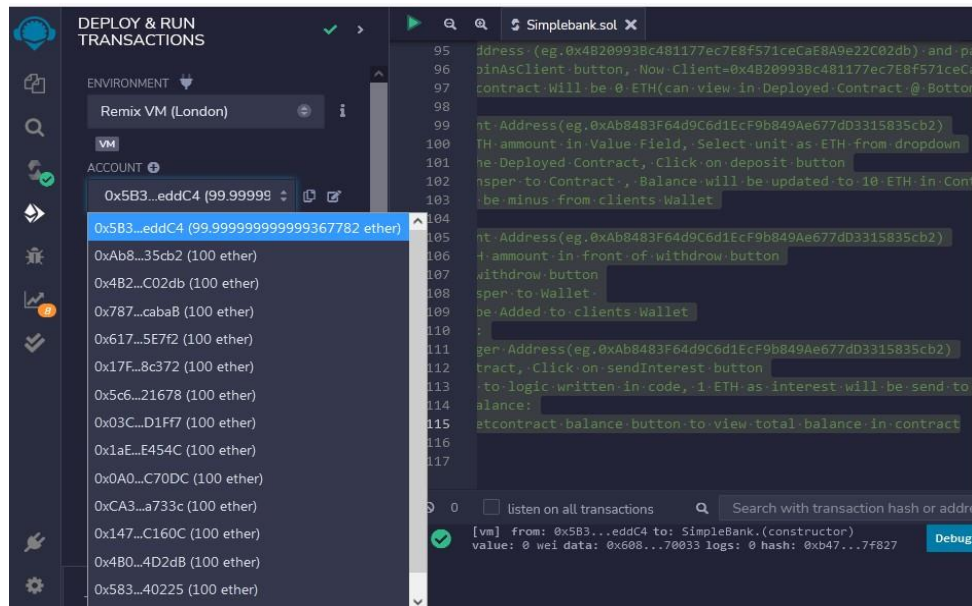 DEPLOY & RUN
TRANSACTIONS
ENVIRONMENT
Remix VM (London)
i
VM
ACCOUNT
0x5B3...eddC4 (99.99999
0x5B3...eddC4 (99.999999999999367782 ether)
0xAb8...35cb2 (100 ether)
0x4B2...C02db (100 ether)
0x787...cabaB (100 ether)
0x617...5E7f2 (100 ether)
0x17F...8c372 (100 ether)
0x5c6...21678 (100 ether)
0x03C...D1Ff7 (100 ether)
0x1aE...E454C (100 ether)
0x0A0...C70DC (100 ether)
0xCA3...a733c (100 ether)
0x147...C160C (100 ether)
0x4B0...4D2dB (100 ether)
0x583...40225 (100 ether)
8
Simplebank.sol
95 ddress (eg.0x4B20993Bc481177ec7E8f571ceCaE8A9e22C02db) and pa
96 oinAsClient button, Now Client=0x4B20993Bc481177ec7E8f571ceCa
97 contract Will be 0 ETH(can view in Deployed Contract @ Bottom
98
99 nt Address(eg.0xAb8483F64d9C6d1EcF9b849Ae677dD3315835cb2)
100 TH ammount in Value Field, Select unit as ETH from dropdown
101 he Deployed Contract, Click on deposit button
102 nsper to Contract , Balance will be updated to 10 ETH in Cont
103 be minus from clients Wallet
104
105 nt Address(eg.0xAb8483F64d9C6d1EcF9b849Ae677dD3315835cb2)
106 H ammount in front of withdrow button
107 withdrow button
108 sper to Wallet
109 be Added to clients Wallet
110 :
111 ger Address(eg.0xAb8483F64d9C6d1EcF9b849Ae677dD3315835cb2)
112 tract, Click on sendInterest button
113 to logic written in code, 1 ETH as interest will be send to
114 alance:
115 etcontract balance button to view total balance in contract
116
117
0 listen on all transactions Search with transaction hash or addre
[vm] from: 0x5B3...eddC4 to: SimpleBank.(constructor)
value: 0 wei data: 0x608...70033 logs: 0 hash: 0xb47...7f827
Debug